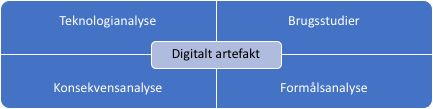 Teknologianalyse
Brugsstudier
Digitalt artefakt
Konsekvensanalyse
Formålsanalyse